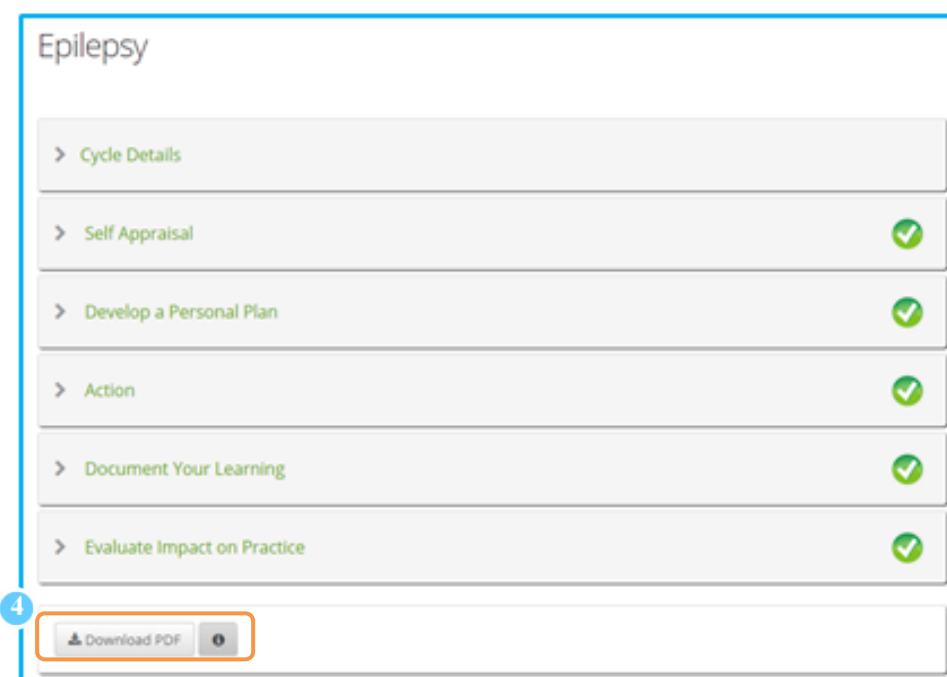 Epilepsy
Cycle Details
Self Appraisal
Develop a Personal Plan
Action
Document Your Learning
Evaluate Impact on Practice
4
Download PDF